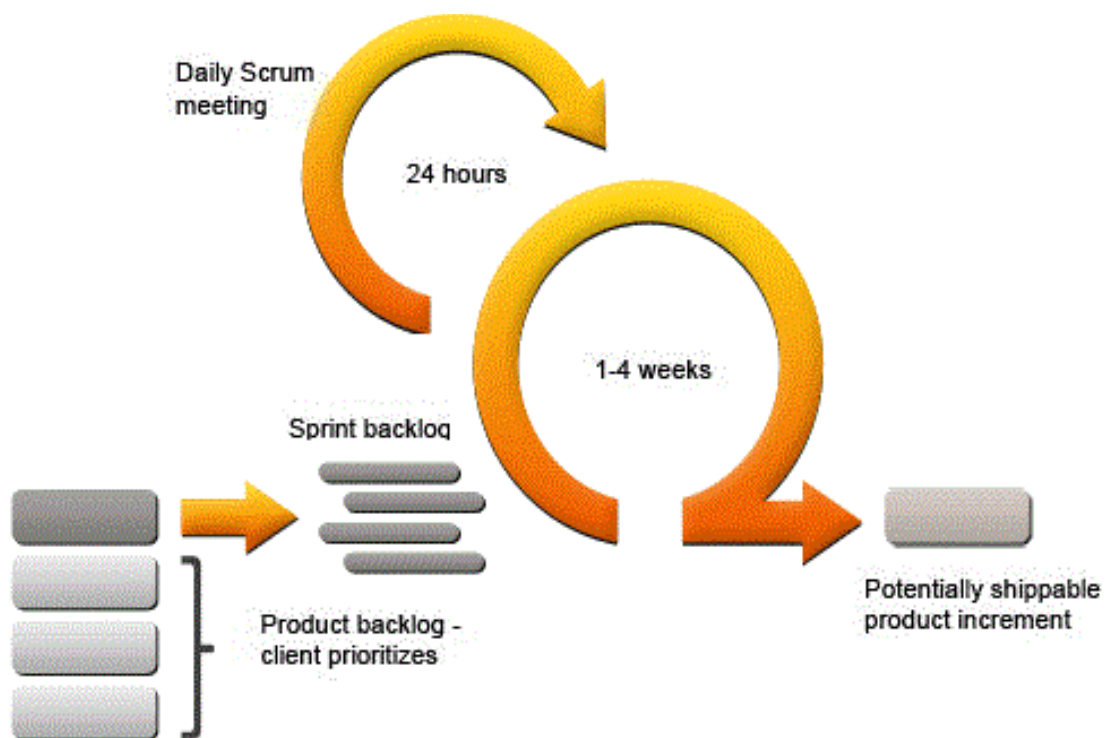 Daily Scrum
meeting
24 hours
1-4 weeks
Sprint backlog
Product backlog -
client prioritizes
Potentially shippable
product increment